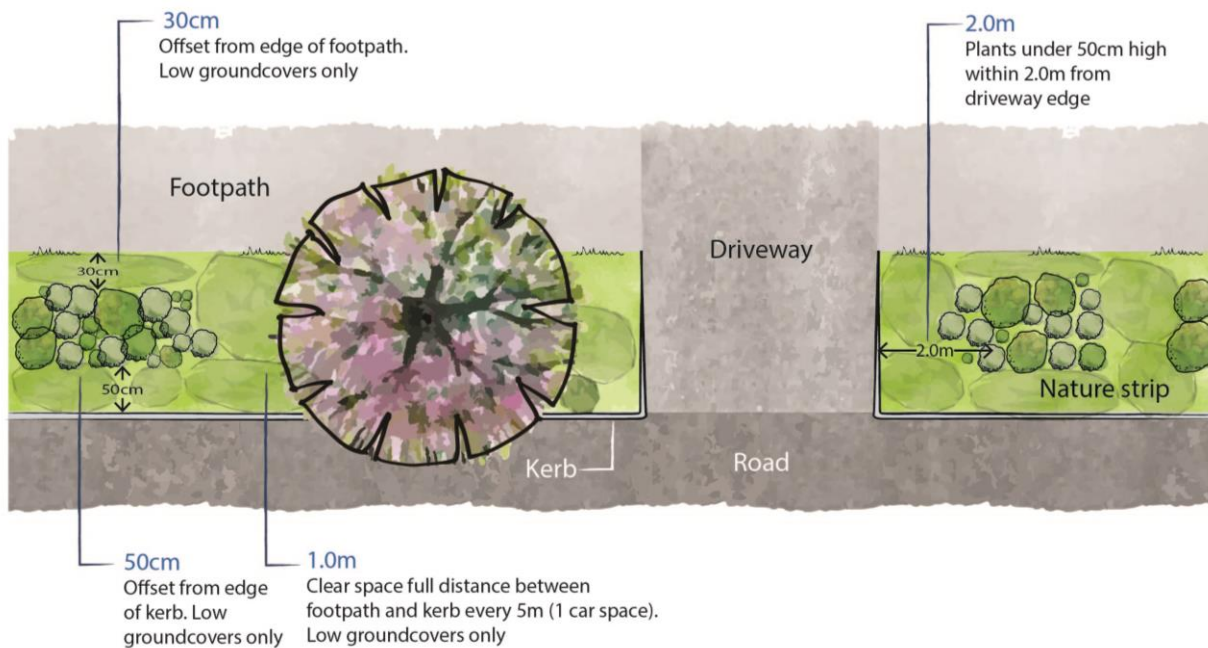 30cm
Offset from edge of footpath.
Low groundcovers only
2.0m
Plants under 50cm high
within 2.0m from
driveway edge
Footpath
Driveway
30cm
50cm
2.0m
Nature strip
Kerb
Road
50cm
Offset from edge
of kerb. Low
groundcovers only
1.0m
Clear space full distance between
footpath and kerb every 5m (1 car space).
Low groundcovers only